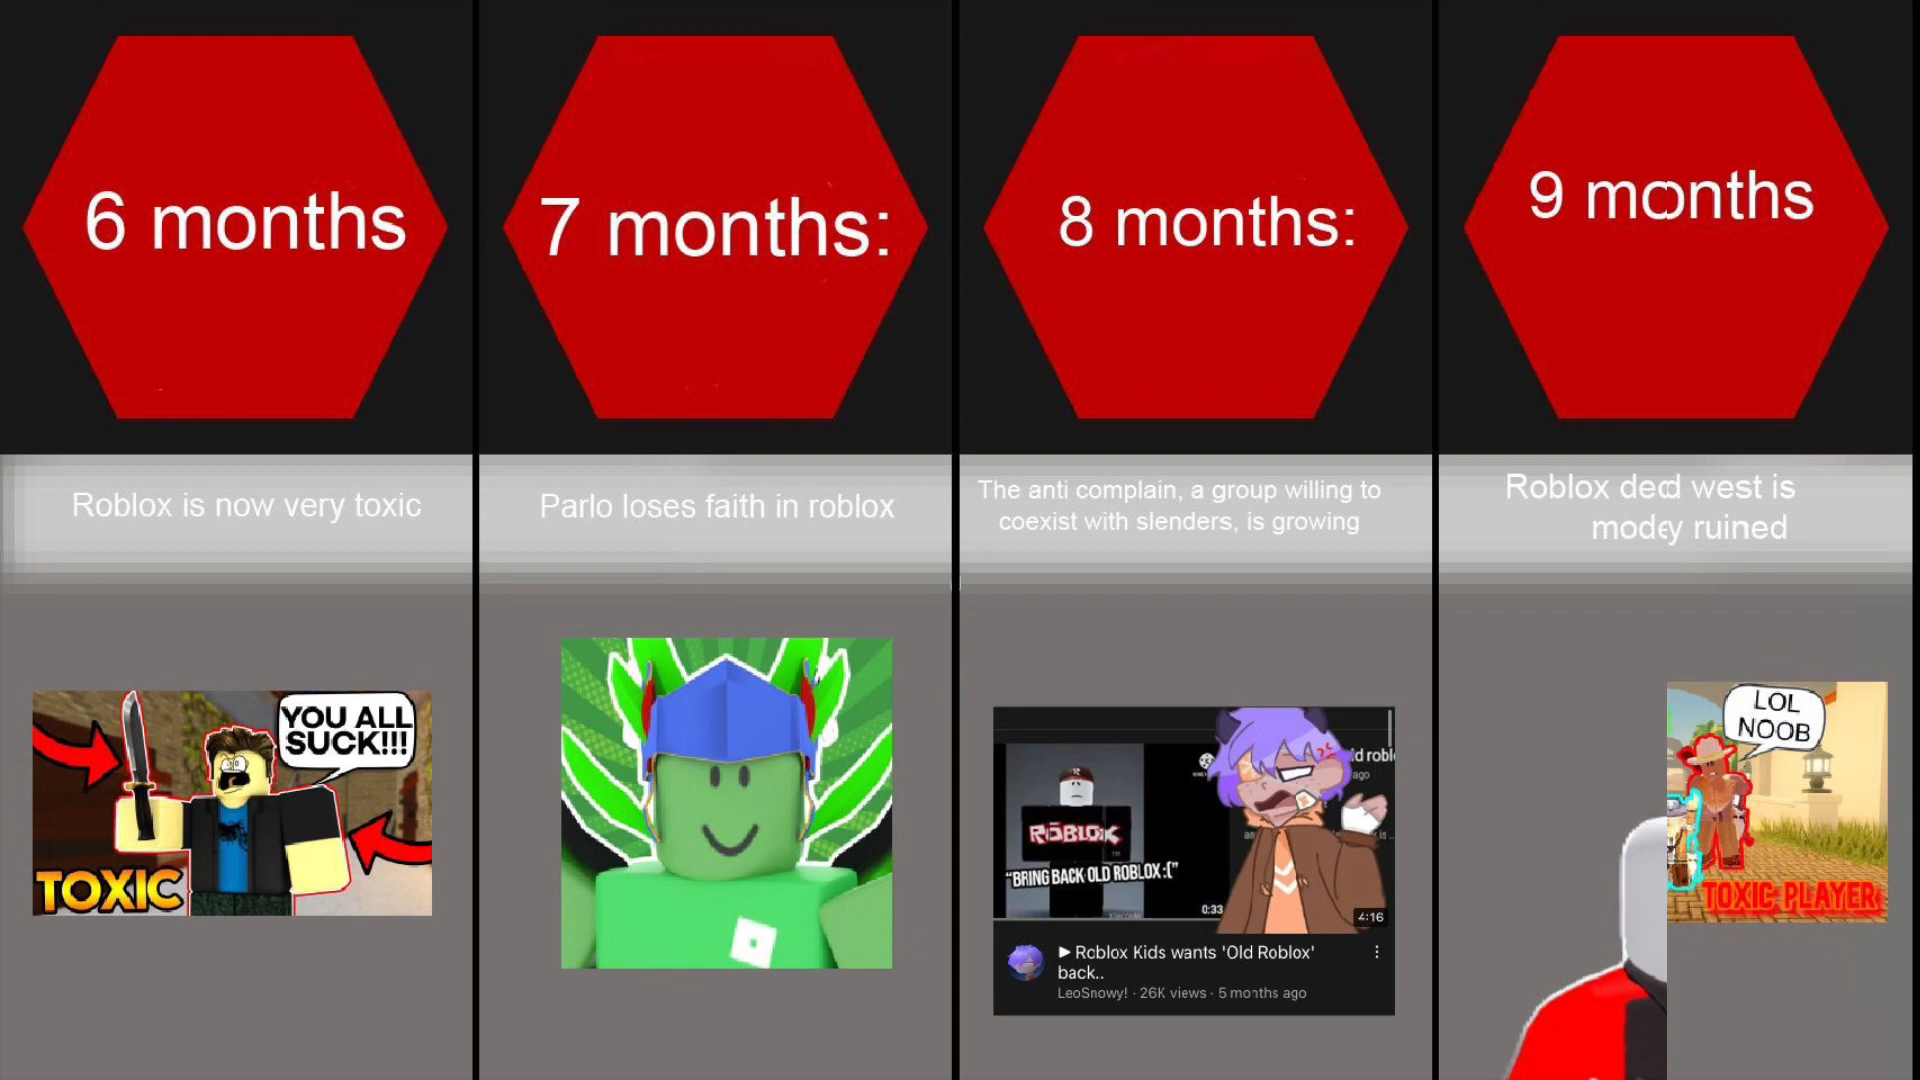 6 months
7 months:
8 months:
9 months
Roblox is now very toxic
Parlo loses faith in roblox
The anti complain, a group willing to
coexist with slenders, is growing
west is
ruined
YOU ALL
SUCK!!!
TOXIC
ROBLOX
"BRING BACK OLD ROBLOX :("
0:33
ago
4:16
▶ Roblox Kids wants 'Old Roblox'
back..
LeoSnowy! · 26K views · 5 months ago
LOL
NOOB
TOXIC PLAYER